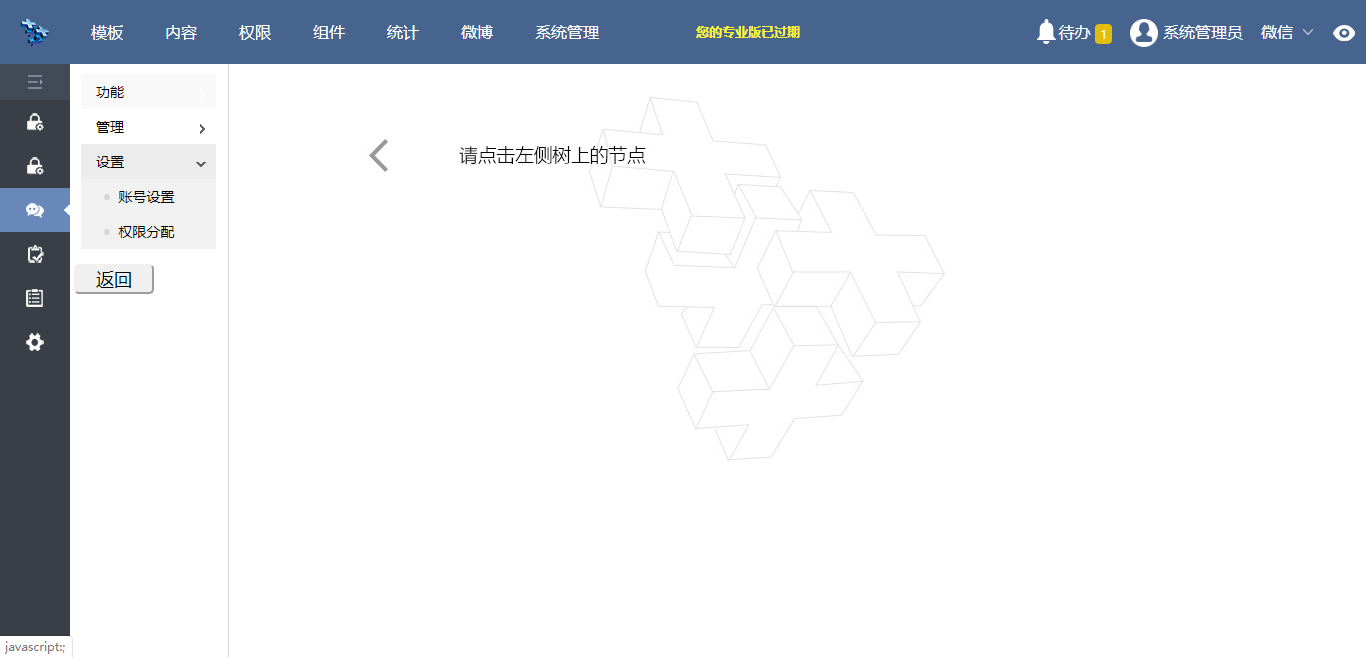 模板 内容 权限 组件 统计 微博 系统管理 您的专业版已过期 待办 1 系统管理员 微信
功能
管理
设置
账号设置
权限分配
返回
请点击左侧树上的节点
javascript:;